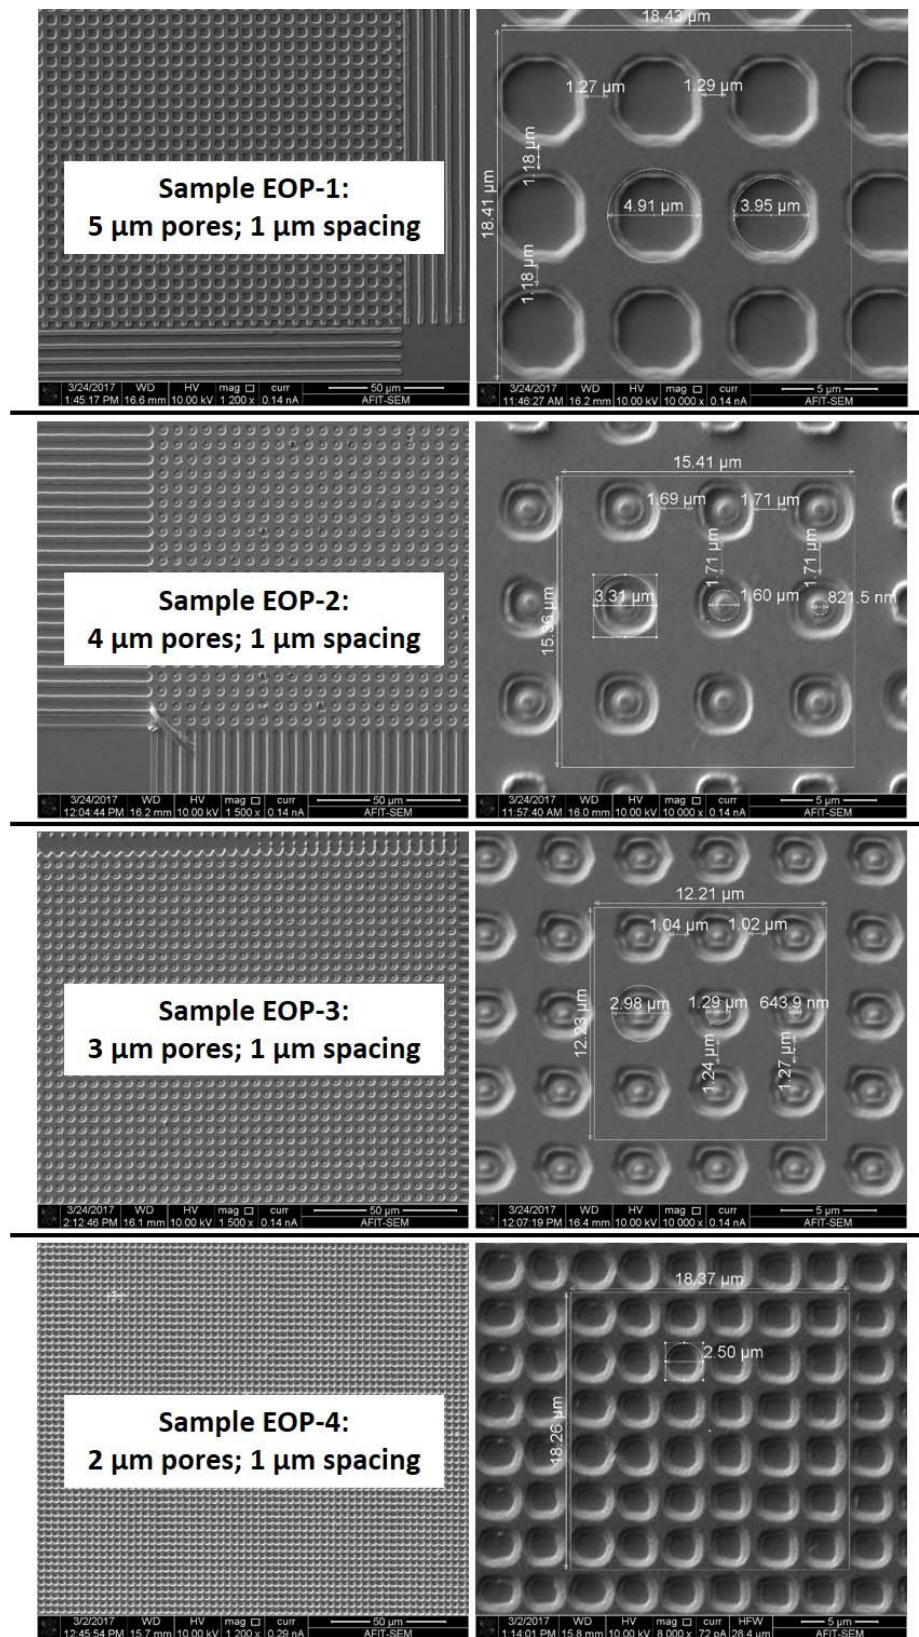 Sample EOP-1:
5 µm pores; 1 µm spacing
3/24/2017 WD HV mag curr 50 µm
1:45:17 PM 16.6 mm 10.00 kV 1 200 x 0.14 nA AFIT-SEM
18.43 µm
1.27 µm 1.29 µm
1.18 µm
18.41 µm
4.91 µm 3.95 µm
1.18 µm
3/24/2017 WD HV mag curr 5 µm
11:46:27 AM 16.2 mm 10.00 kV 10 000 x 0.14 nA AFIT-SEM
Sample EOP-2:
4 µm pores; 1 µm spacing
3/24/2017 WD HV mag curr 50 µm
12:04:44 PM 16.2 mm 10.00 kV 1 500 x 0.14 nA AFIT-SEM
15.41 µm
1.69 µm 1.71 µm
1.71 µm 1.71 µm
3.31 µm 1.60 µm 821.5 nm
15.36 µm
3/24/2017 WD HV mag curr 5 µm
11:57:40 AM 16.0 mm 10.00 kV 10 000 x 0.14 nA AFIT-SEM
Sample EOP-3:
3 µm pores; 1 µm spacing
3/24/2017 WD HV mag curr 50 µm
2:12:46 PM 16.1 mm 10.00 kV 1 500 x 0.14 nA AFIT-SEM
12.21 µm
1.04 µm 1.02 µm
2.98 µm 1.29 µm 643.9 nm
12.23 µm
1.24 µm 1.27 µm
3/24/2017 WD HV mag curr 5 µm
12:07:19 PM 16.4 mm 10.00 kV 10 000 x 0.14 nA AFIT-SEM
Sample EOP-4:
2 µm pores; 1 µm spacing
3/2/2017 WD HV mag curr 50 µm
12:45:54 PM 15.7 mm 10.00 kV 1 200 x 0.29 nA AFIT-SEM
18.37 µm
2.50 µm
18.26 µm
3/2/2017 WD HV mag curr HFW 5 µm
1:14:01 PM 15.8 mm 10.00 kV 8 000 x 72 pA 28.4 µm AFIT-SEM